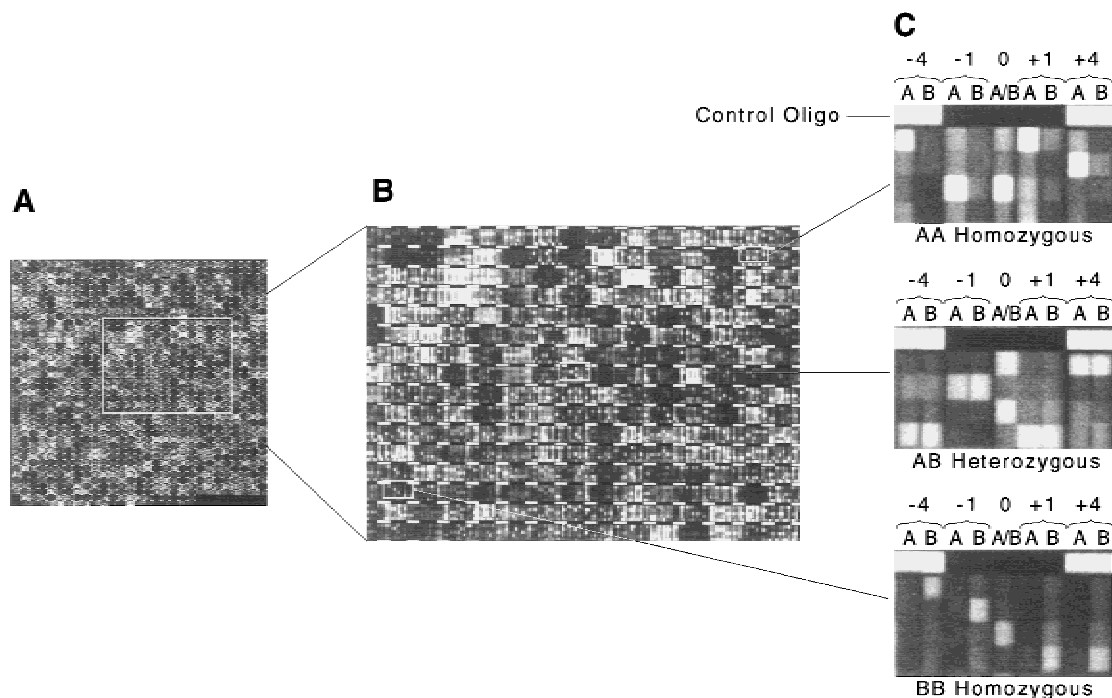 A
B
C
-4 -1 0 +1 +4
A B A B A/B A B A B
Control Oligo
AA Homozygous
-4 -1 0 +1 +4
A B A B A/B A B A B
AB Heterozygous
-4 -1 0 +1 +4
A B A B A/B A B A B
BB Homozygous